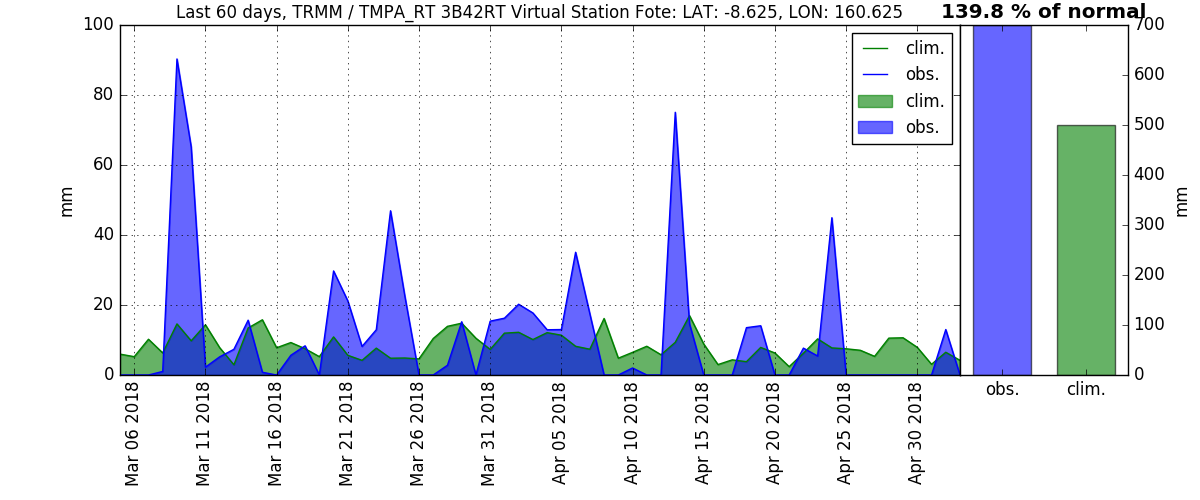 Last 60 days, TRMM / TMPA_RT 3B42RT Virtual Station Fote: LAT: -8.625, LON: 160.625
139.8 % of normal
100
80
60
40
20
0
mm
clim.
obs.
clim.
obs.
700
600
500
400
300
200
100
0
mm
Mar 06 2018
Mar 11 2018
Mar 16 2018
Mar 21 2018
Mar 26 2018
Mar 31 2018
Apr 05 2018
Apr 10 2018
Apr 15 2018
Apr 20 2018
Apr 25 2018
Apr 30 2018
obs.
clim.